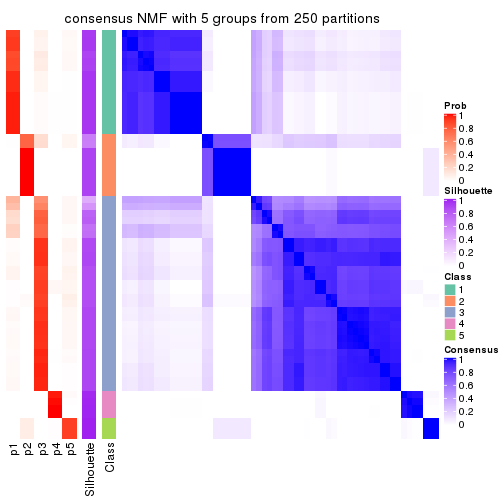 consensus NMF with 5 groups from 250 partitions
Prob
1
0.8
0.6
0.4
0.2
0
Silhouette
1
0.8
0.6
0.4
0.2
0
Class
1
2
3
4
5
Consensus
1
0.8
0.6
0.4
0.2
0
p1
p2
p3
p4
p5
Silhouette
Class